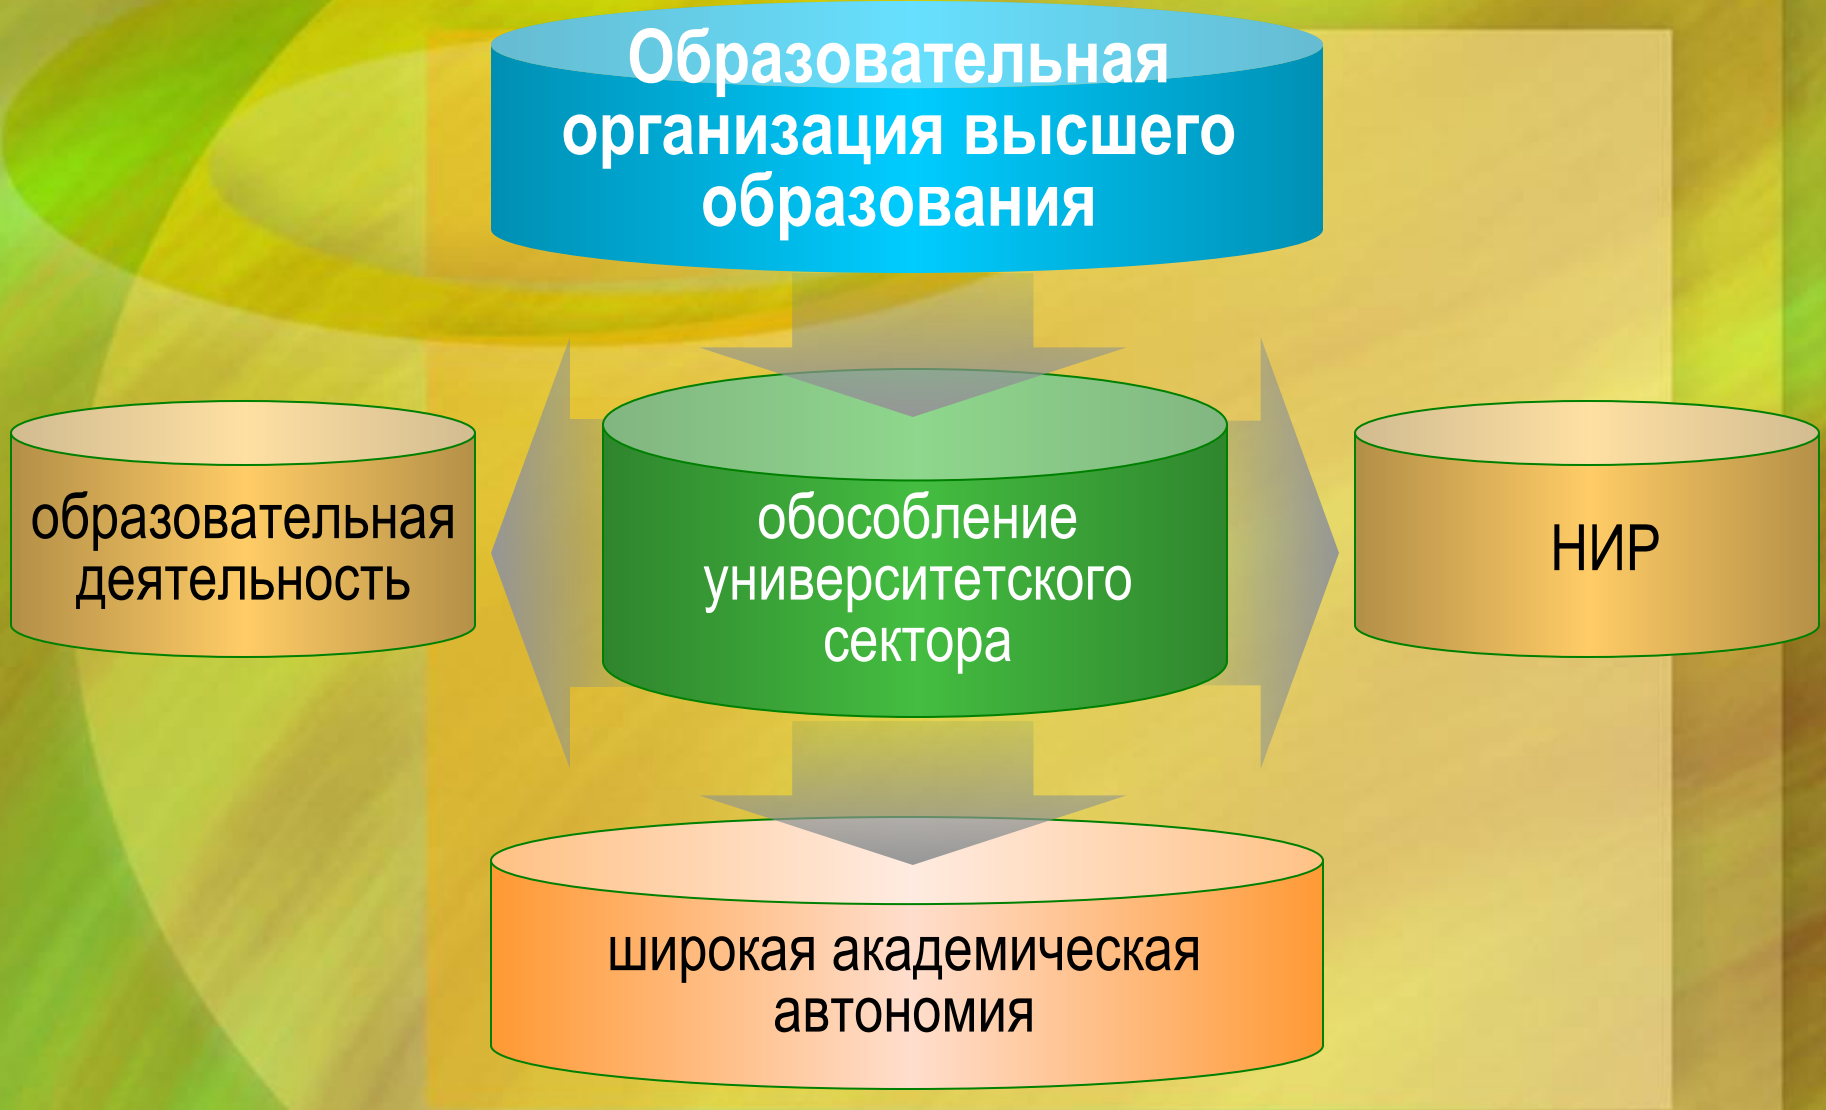 Образовательная
организация высшего
образования
образовательная
деятельность
обособление
университетского
сектора
НИР
широкая академическая
автономия